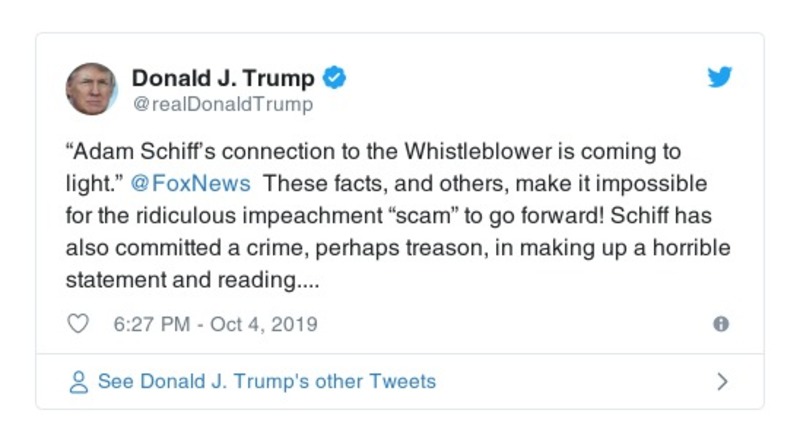 Donald J. Trump
@realDonaldTrump
“Adam Schiff’s connection to the Whistleblower is coming to
light.” @FoxNews These facts, and others, make it impossible
for the ridiculous impeachment “scam” to go forward! Schiff has
also committed a crime, perhaps treason, in making up a horrible
statement and reading....
6:27 PM - Oct 4, 2019
See Donald J. Trump's other Tweets